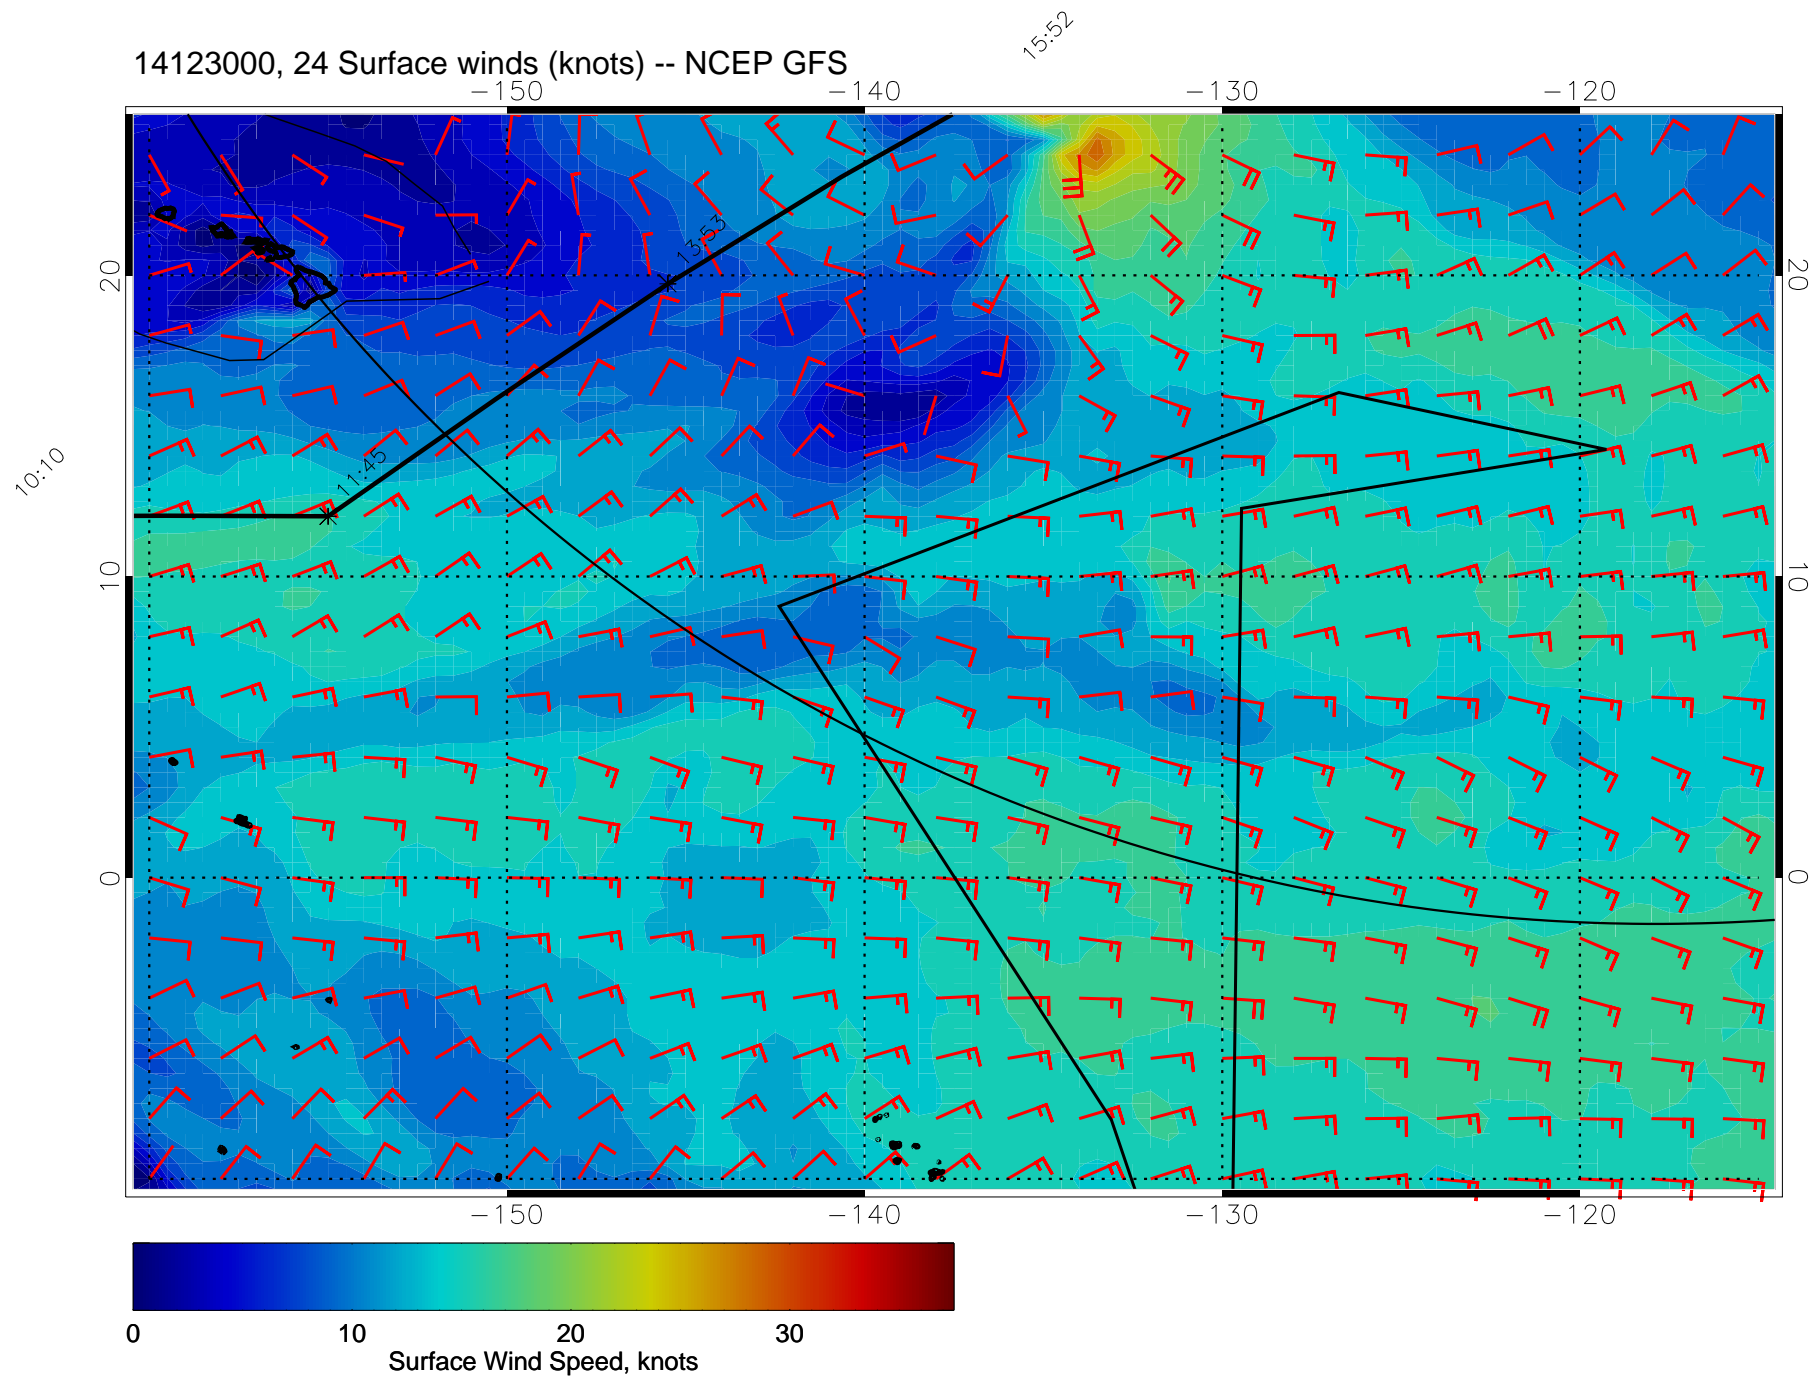 15:52
14123000, 24 Surface winds (knots) -- NCEP GFS
−150 −140 −130 −120
13:53
20 20
11:45
10:10
10 10
0 0
−150 −140 −130 −120
0 10 20 30
Surface Wind Speed, knots